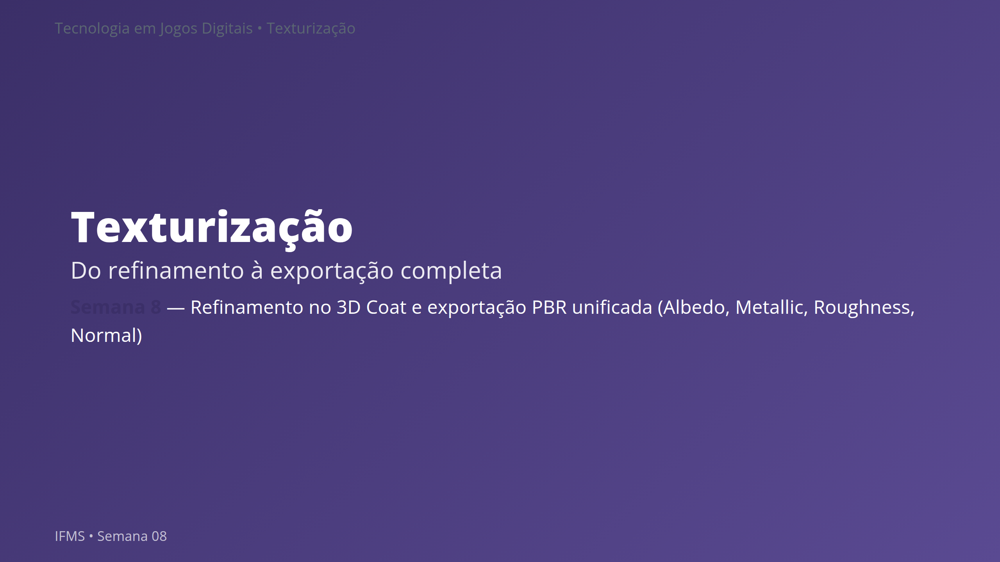 Tecnologia em Jogos Digitais • Texturização
Texturização
Do refinamento à exportação completa
Semana 8 — Refinamento no 3D Coat e exportação PBR unificada (Albedo, Metallic, Roughness,
Normal)
IFMS • Semana 08